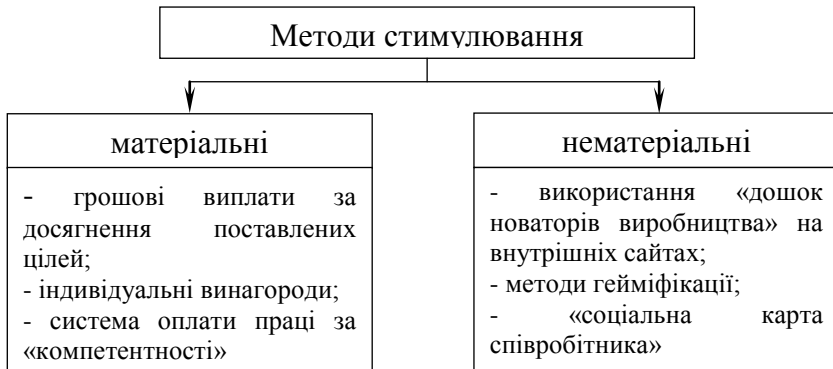 Методи стимулювання
матеріальні
- грошові виплати за
досягнення поставлених
цілей;
- індивідуальні винагороди;
- система оплати праці за
«компетентності»
нематеріальні
- використання «дошок
новаторів виробництва» на
внутрішніх сайтах;
- методи гейміфікації;
- «соціальна карта
співробітника»